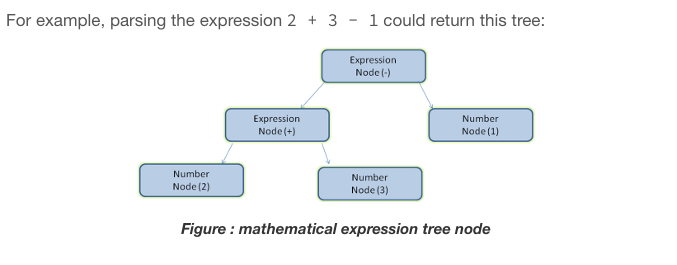 For example, parsing the expression 2 + 3 - 1 could return this tree:
Expression
Node(-)
Expression
Node(+)
Number
Node(1)
Number
Node(2)
Number
Node(3)
Figure : mathematical expression tree node